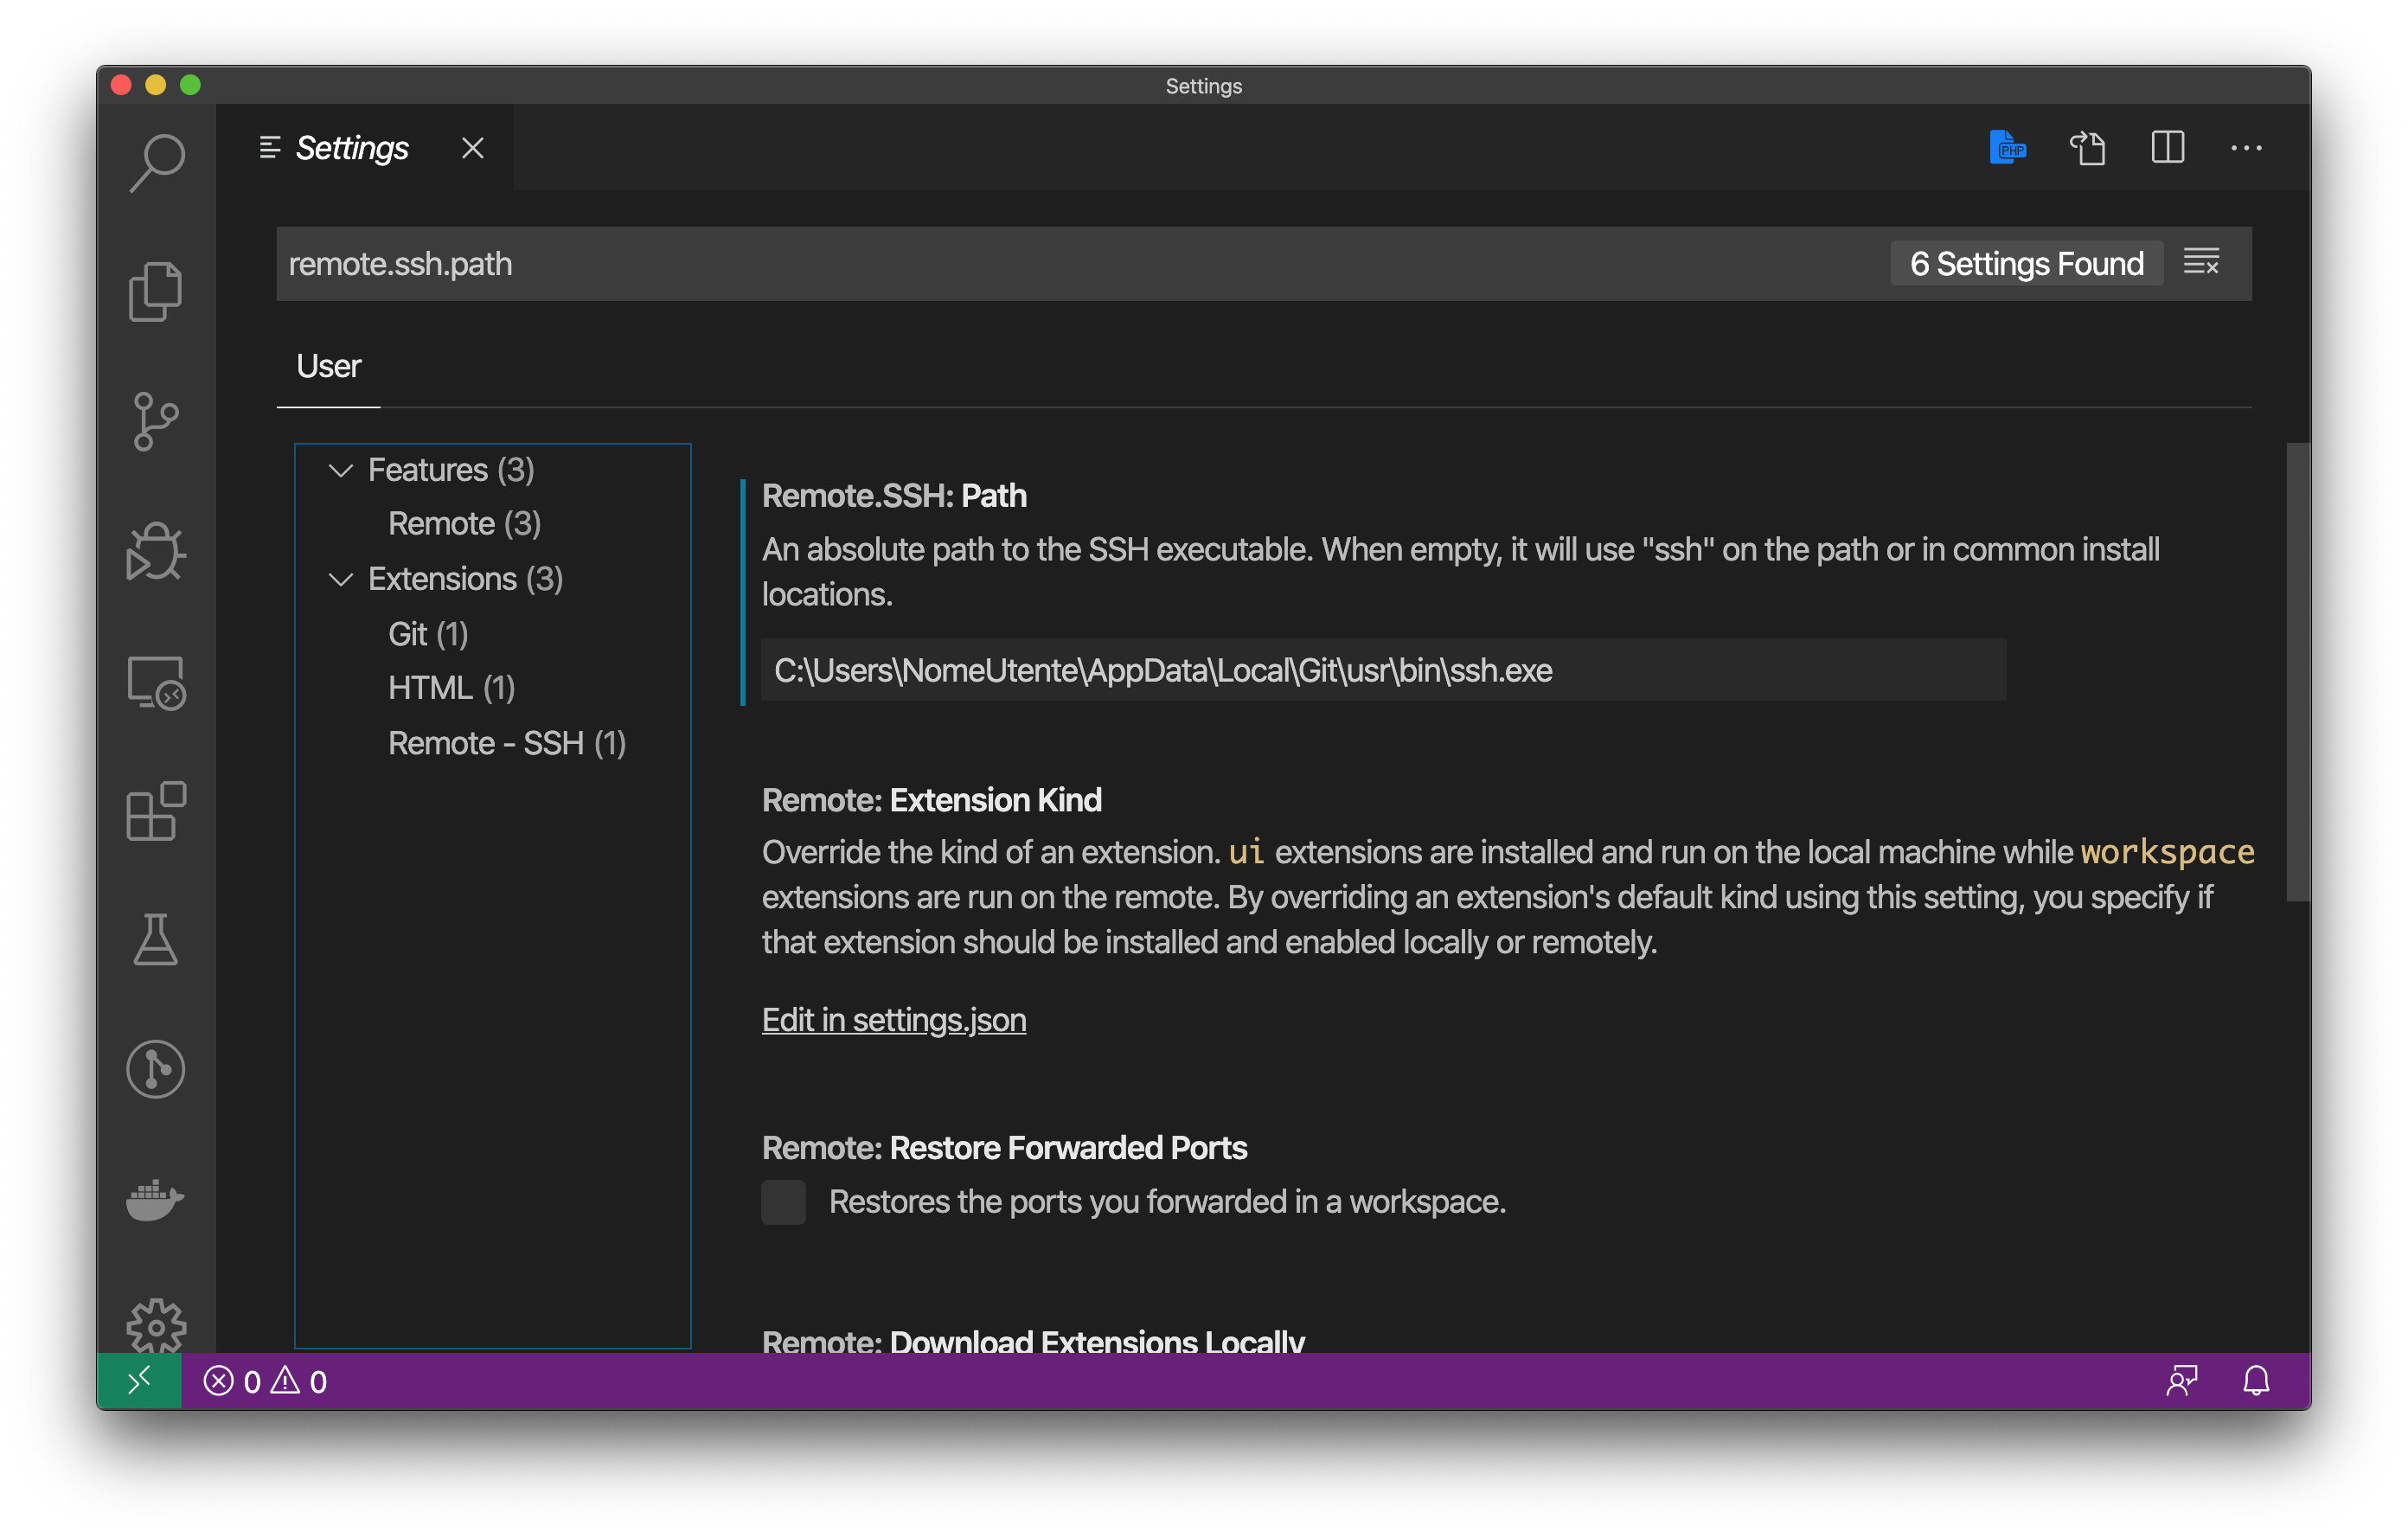 Settings
Settings
PHP
remote.ssh.path
6 Settings Found
User
Features (3)
Remote (3)
Extensions (3)
Git (1)
HTML (1)
Remote - SSH (1)
Remote.SSH: Path
An absolute path to the SSH executable. When empty, it will use "ssh" on the path or in common install
locations.
C:\Users\NomeUtente\AppData\Local\Git\usr\bin\ssh.exe
Remote: Extension Kind
Override the kind of an extension. ui extensions are installed and run on the local machine while workspace
extensions are run on the remote. By overriding an extension's default kind using this setting, you specify if
that extension should be installed and enabled locally or remotely.
Edit in settings.json
Remote: Restore Forwarded Ports
Restores the ports you forwarded in a workspace.
Remote: Download Extensions Locally
0 0